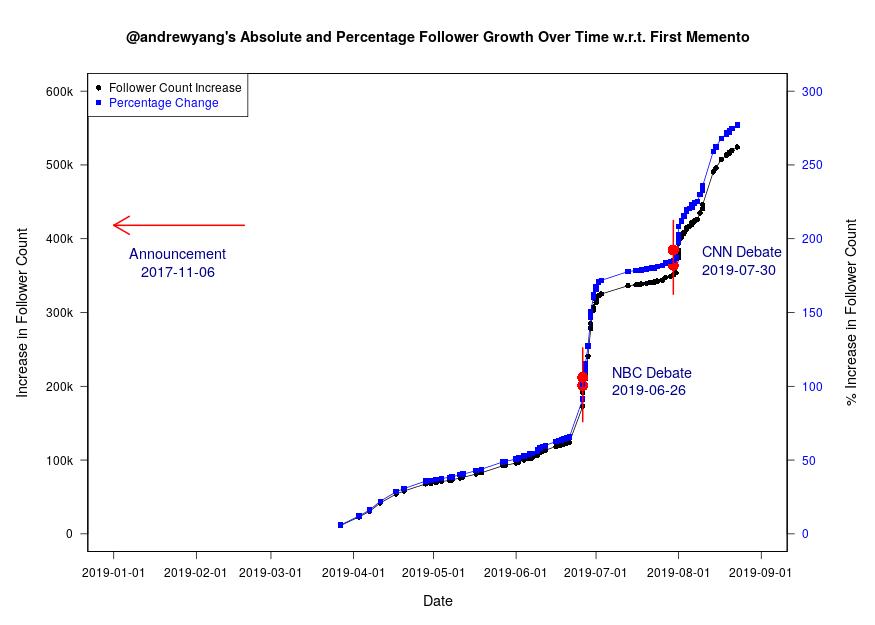 @andrewyang's Absolute and Percentage Follower Growth Over Time w.r.t. First Memento
Follower Count Increase
Percentage Change
600k
500k
400k
300k
200k
100k
0
Increase in Follower Count
300
250
200
150
100
50
0
% Increase in Follower Count
Announcement
2017-11-06
CNN Debate
2019-07-30
NBC Debate
2019-06-26
2019-01-01 2019-02-01 2019-03-01 2019-04-01 2019-05-01 2019-06-01 2019-07-01 2019-08-01 2019-09-01
Date